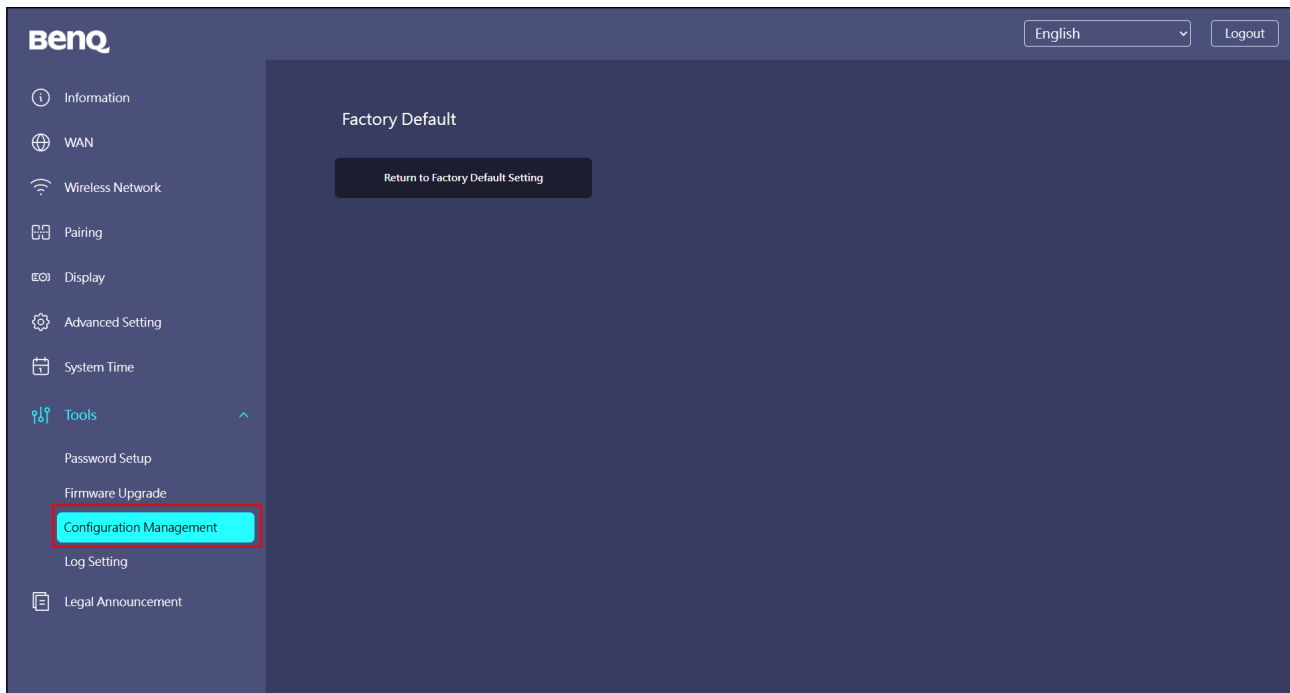 BenQ
English
Logout
Information
WAN
Wireless Network
Pairing
Display
Advanced Setting
System Time
Tools
Password Setup
Firmware Upgrade
Configuration Management
Log Setting
Legal Announcement
Factory Default
Return to Factory Default Setting